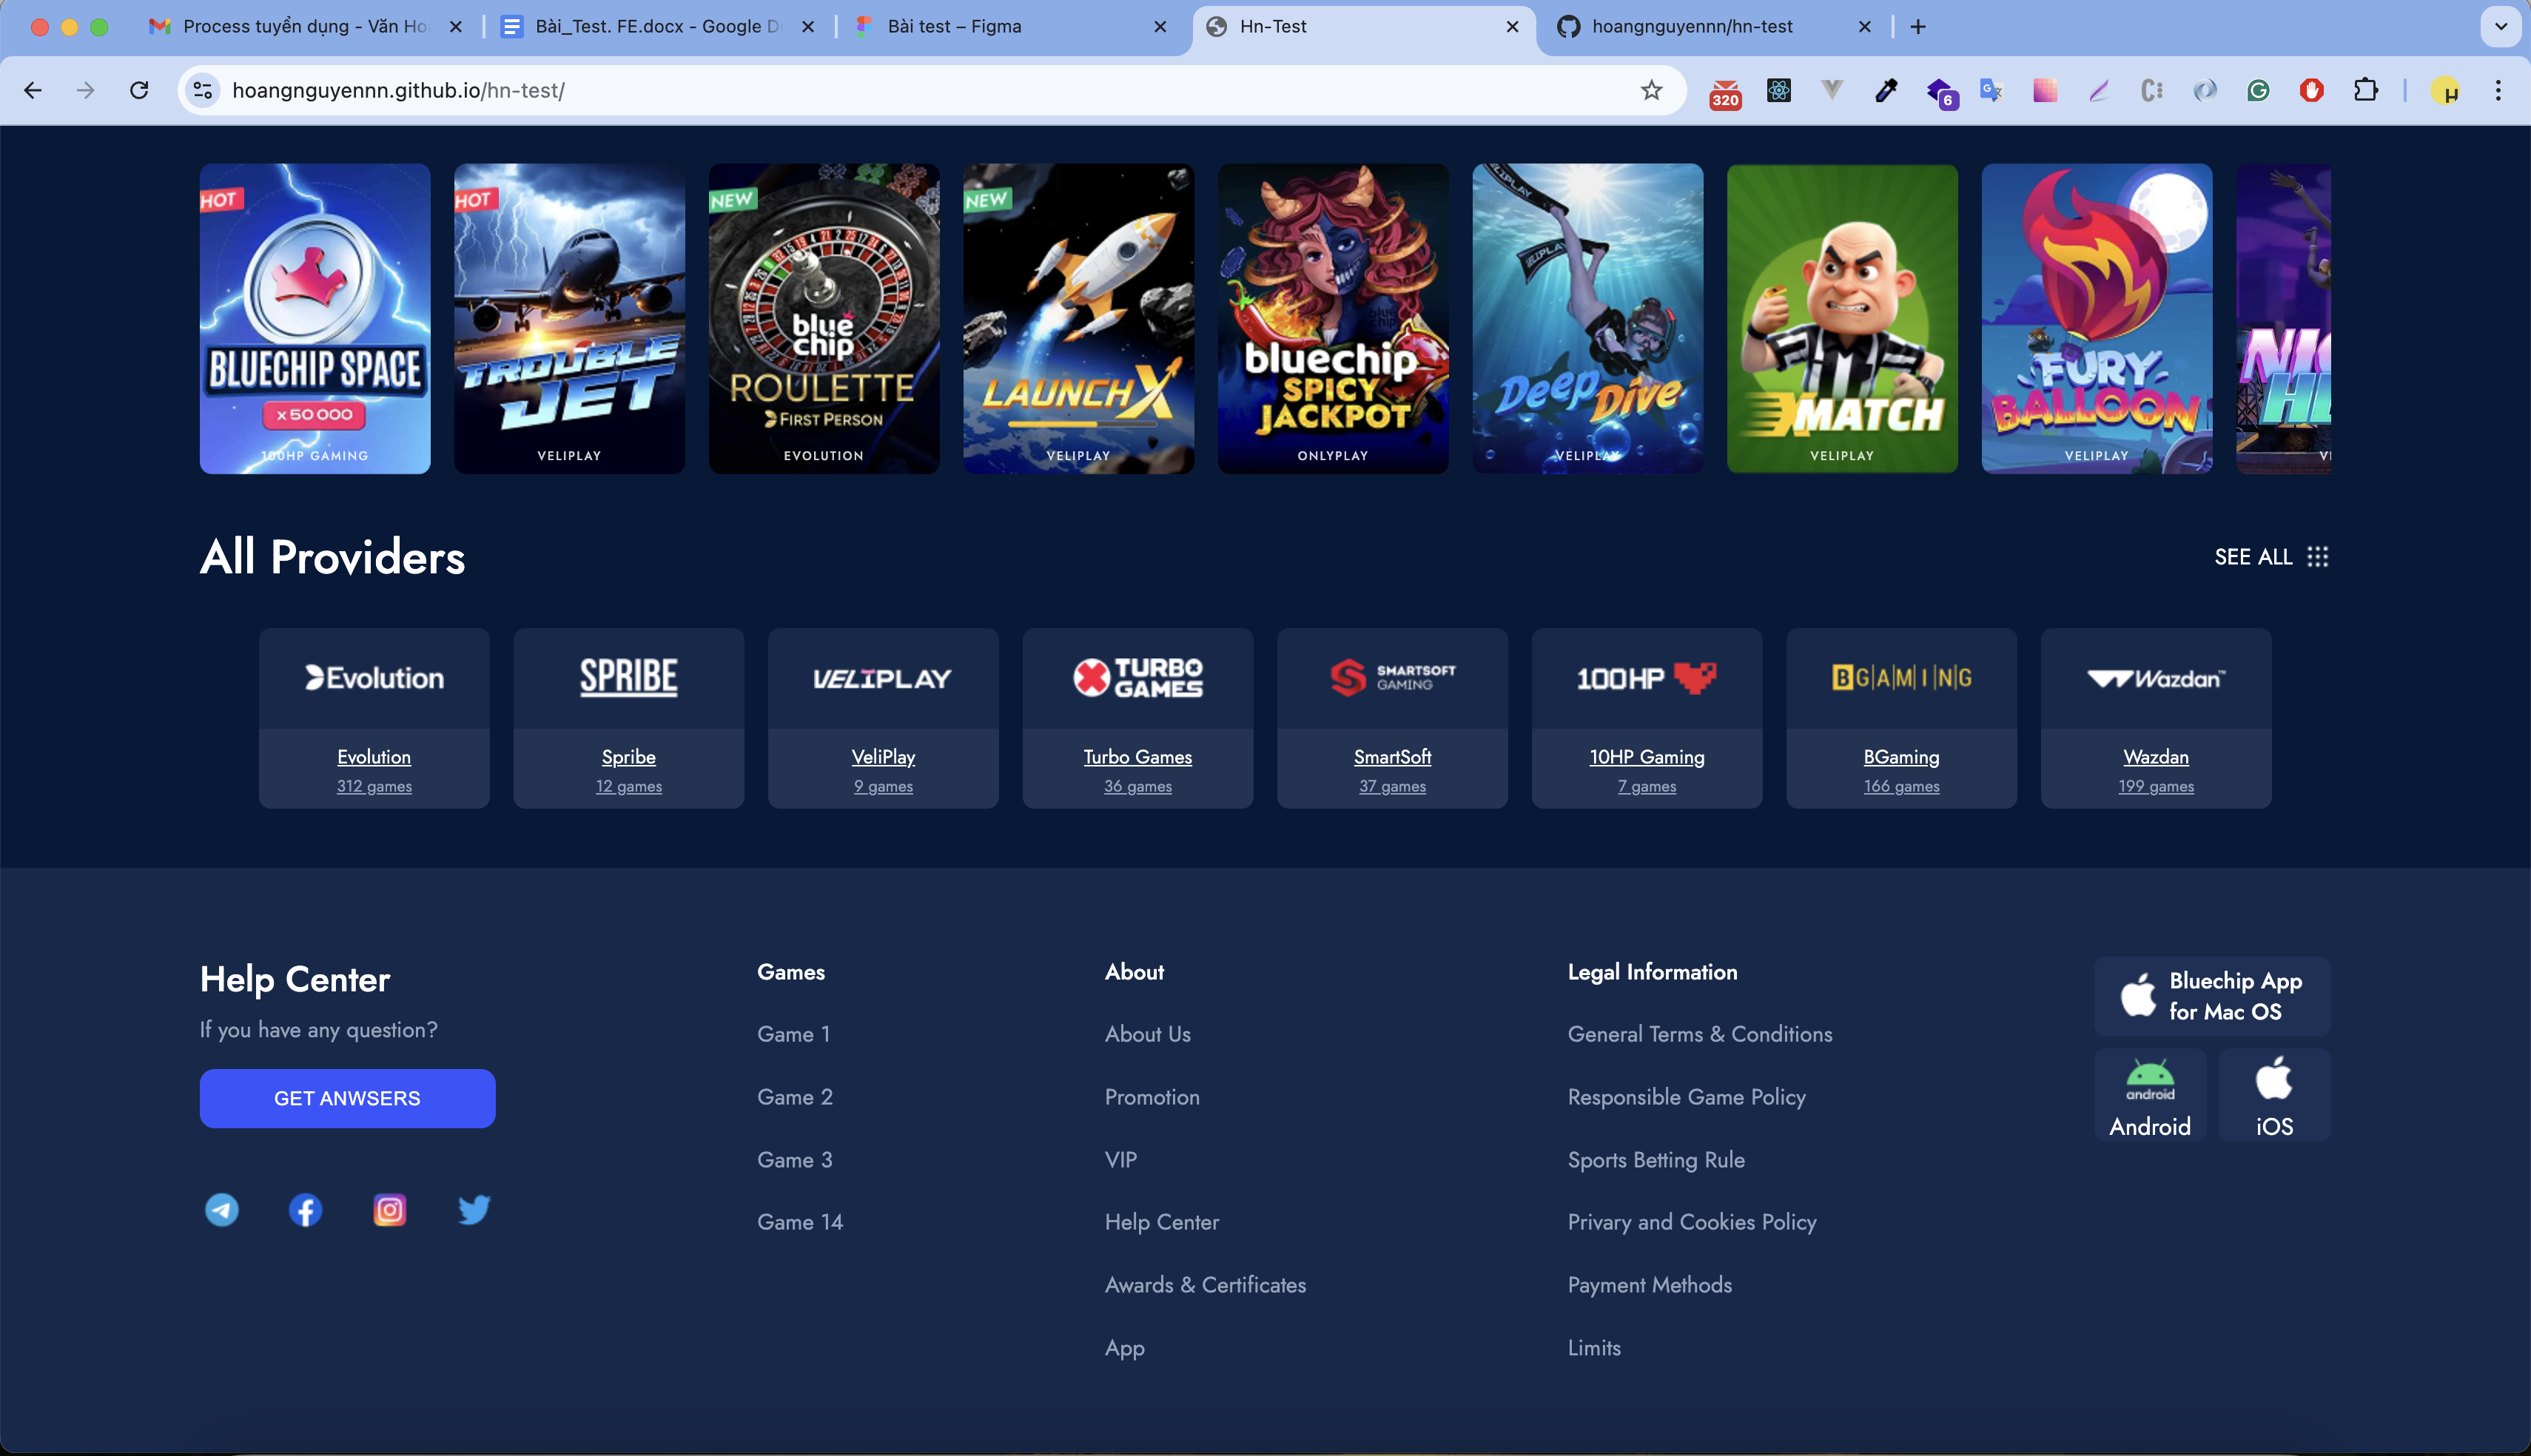 Process tuyển dụng - Văn Ho
Bài_Test. FE.docx - Google D
Bài test – Figma
Hn-Test
hoangnguyennn/hn-test
hoangnguyennn.github.io/hn-test/
320
6
HOT
BLUECHIP SPACE
x50 000
100HP GAMING
HOT
TROUBLE
JET
VELIPLAY
NEW
blue
chip
ROULETTE
FIRST PERSON
EVOLUTION
NEW
LAUNCHX
VELIPLAY
bluechip
SPICY
JACKPOT
ONLYPLAY
VELIPLAY
VELIPLAY
Deep Dive
VELIPLAY
MATCH
VELIPLAY
FURY
BALLOON
VELIPLAY
All Providers
SEE ALL
Evolution
SPRIBE
VELIPLAY
TURBO
GAMES
SMARTSOFT
GAMING
100HP
BGAMING
Wazdan™
Evolution
312 games
Spribe
12 games
VeliPlay
9 games
Turbo Games
36 games
SmartSoft
37 games
10HP Gaming
7 games
BGaming
166 games
Wazdan
199 games
Help Center
If you have any question?
GET ANWSERS
Games
Game 1
Game 2
Game 3
Game 14
About
About Us
Promotion
VIP
Help Center
Awards & Certificates
App
Legal Information
General Terms & Conditions
Responsible Game Policy
Sports Betting Rule
Privary and Cookies Policy
Payment Methods
Limits
Bluechip App
for Mac OS
android
Android
iOS